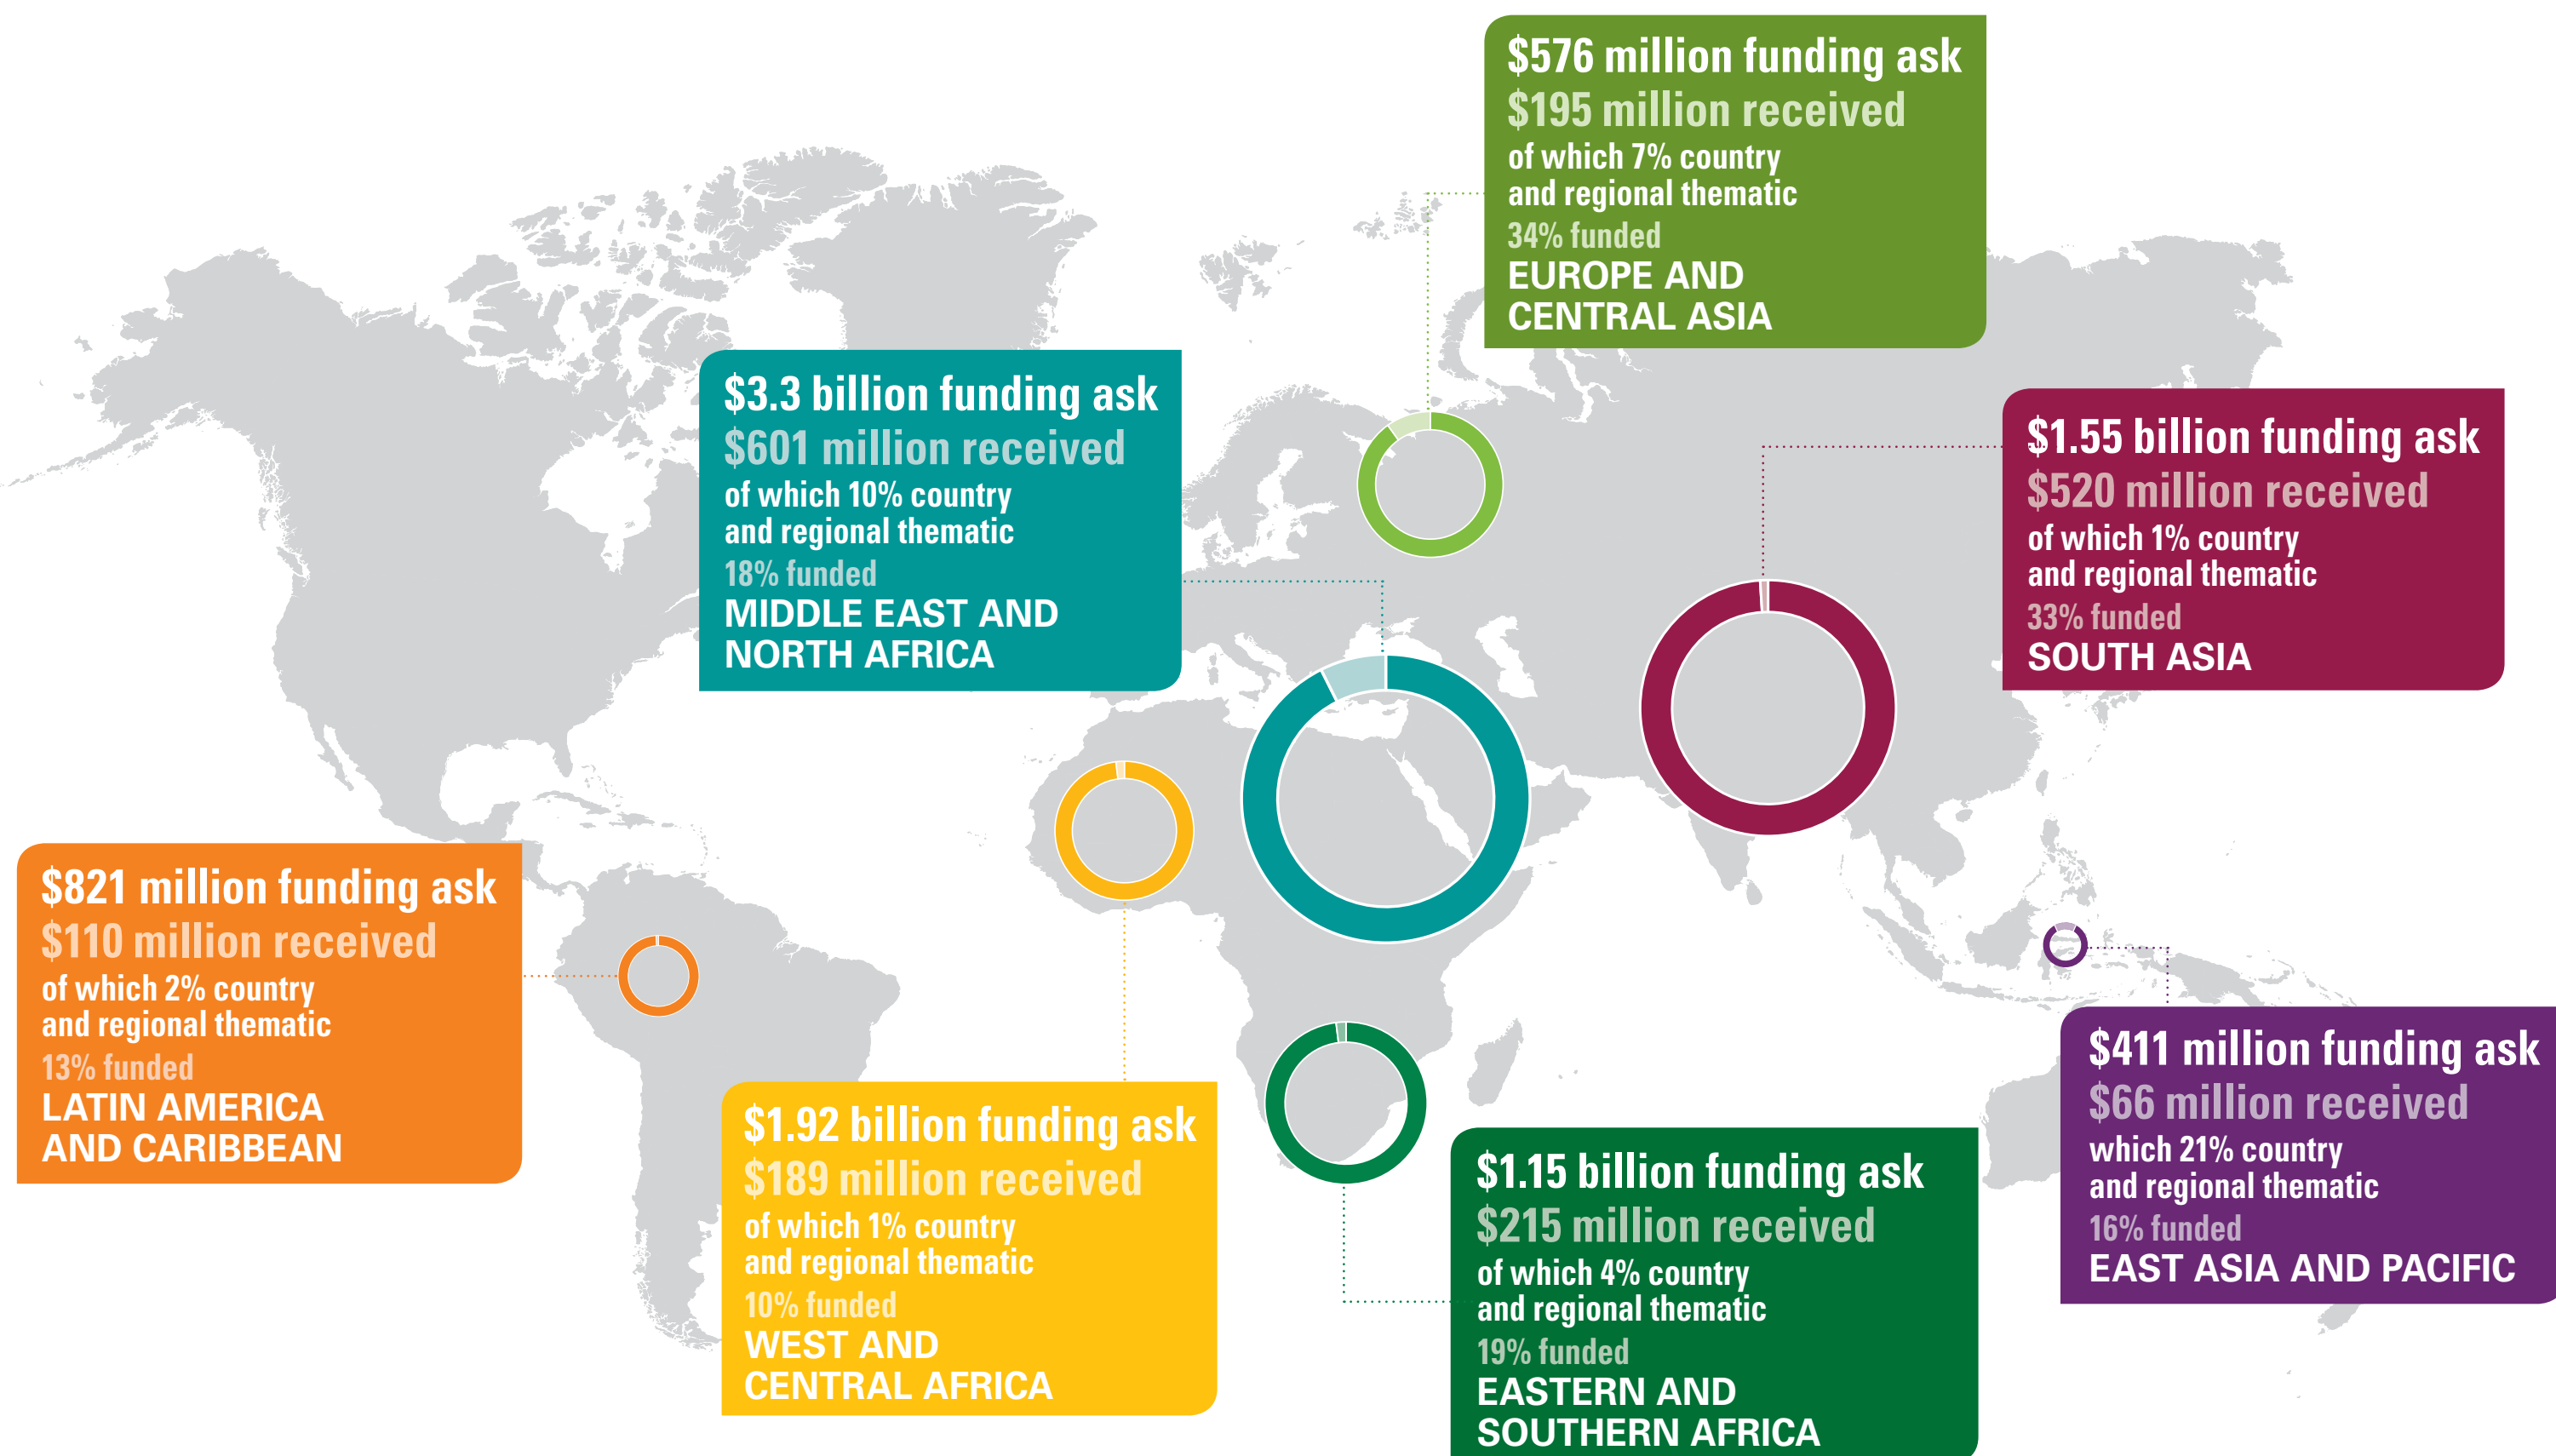 $576 million funding ask
$195 million received
of which 7% country
and regional thematic
34% funded
EUROPE AND
CENTRAL ASIA
$3.3 billion funding ask
$601 million received
of which 10% country
and regional thematic
18% funded
MIDDLE EAST AND
NORTH AFRICA
$1.55 billion funding ask
$520 million received
of which 1% country
and regional thematic
33% funded
SOUTH ASIA
$821 million funding ask
$110 million received
of which 2% country
and regional thematic
13% funded
LATIN AMERICA
AND CARIBBEAN
$1.92 billion funding ask
$189 million received
of which 1% country
and regional thematic
10% funded
WEST AND
CENTRAL AFRICA
$1.15 billion funding ask
$215 million received
of which 4% country
and regional thematic
19% funded
EASTERN AND
SOUTHERN AFRICA
$411 million funding ask
$66 million received
which 21% country
and regional thematic
16% funded
EAST ASIA AND PACIFIC